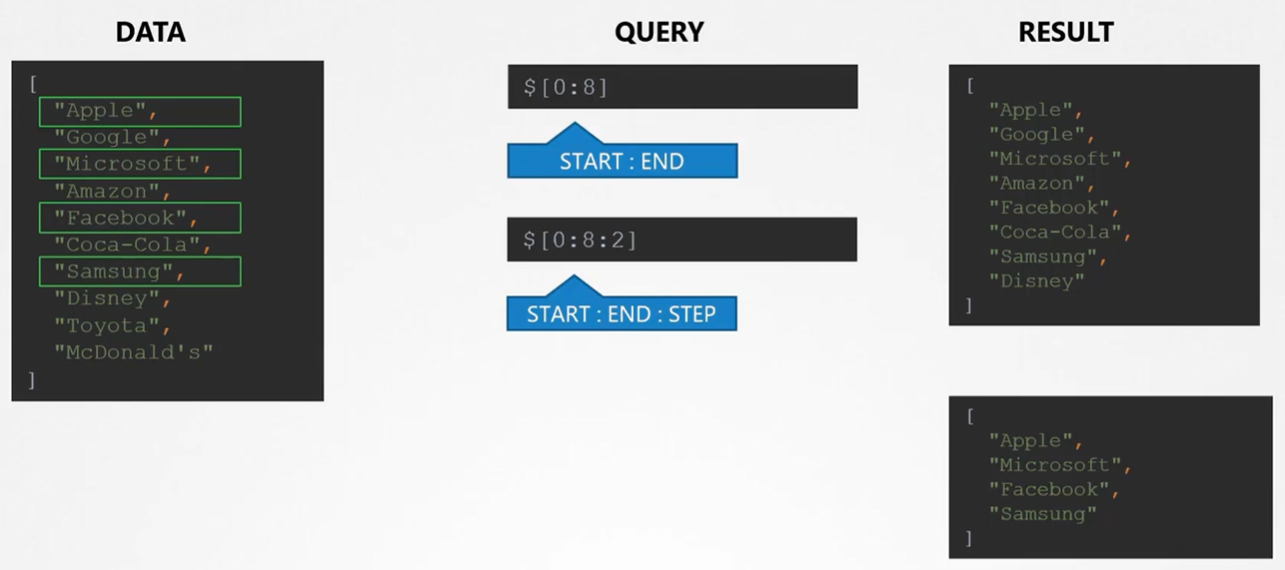 DATA
[
"Apple",
"Google",
"Microsoft",
"Amazon",
"Facebook",
"Coca-Cola",
"Samsung",
"Disney",
"Toyota",
"McDonald's"
]
QUERY
$[0:8]
START : END
$[0:8:2]
START : END : STEP
RESULT
[
"Apple",
"Google",
"Microsoft",
"Amazon",
"Facebook",
"Coca-Cola",
"Samsung",
"Disney"
]
[
"Apple",
"Microsoft",
"Facebook",
"Samsung"
]